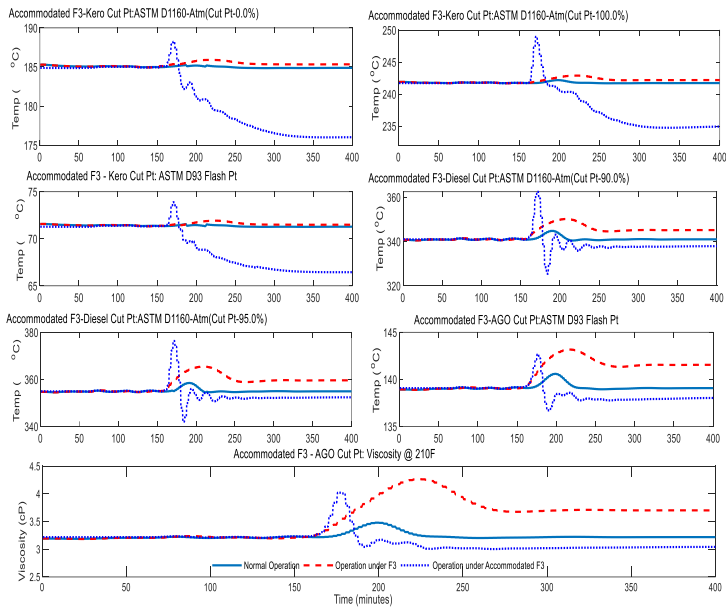 Accommodated F3-Kero Cut Pt:ASTM D1160-Atm(Cut Pt-0.0%)
Temp ( °C)
190
185
180
175
0 50 100 150 200 250 300 350 400
Accommodated F3-Kero Cut Pt:ASTM D1160-Atm(Cut Pt-100.0%)
Temp ( °C)
250
245
240
235
0 50 100 150 200 250 300 350 400
Accommodated F3 - Kero Cut Pt: ASTM D93 Flash Pt
Temp ( °C)
75
70
65
0 50 100 150 200 250 300 350 400
Accommodated F3-Diesel Cut Pt:ASTM D1160-Atm(Cut Pt-90.0%)
Temp ( °C)
360
340
320
0 50 100 150 200 250 300 350 400
Accommodated F3-Diesel Cut Pt:ASTM D1160-Atm(Cut Pt-95.0%)
Temp ( °C)
380
360
340
0 50 100 150 200 250 300 350 400
Accommodated F3-AGO Cut Pt:ASTM D93 Flash Pt
Temp ( °C)
145
140
135
0 50 100 150 200 250 300 350 400
Accommodated F3 - AGO Cut Pt: Viscosity @ 210F
Viscosity (cP)
4.5
4
3.5
3
2.5
Normal Operation Operation under F3 Operation under Accommodated F3
0 50 100 150 200 250 300 350 400
Time (minutes)